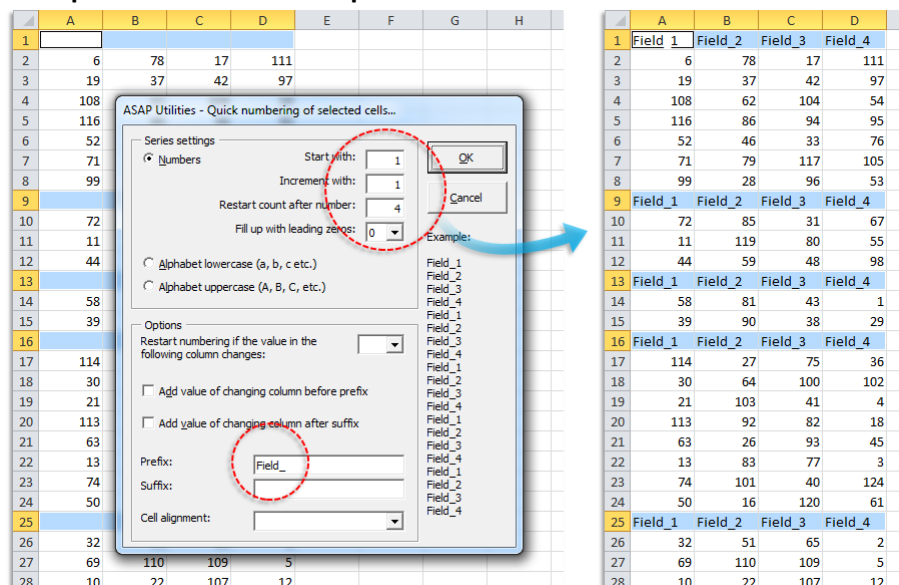 A B C D E F G H
1
2 6 78 17 111
3 19 37 42 97
4 108
5 116
6 52
7 71
8 99
9
10 72
11 11
12 44
13
14 58
15 39
16
17 114
18 30
19 21
20 113
21 63
22 13
23 74
24 50
25
26 32
27 69 110 109 5
28 10 22 107 12
ASAP Utilities - Quick numbering of selected cells...
Series settings
Numbers
Start with: 1
Increment with: 1
Restart count after number: 4
Fill up with leading zeros: 0
Alphabet lowercase (a, b, c etc.)
Alphabet uppercase (A, B, C, etc.)
Options
Restart numbering if the value in the
following column changes:
Add value of changing column before prefix
Add value of changing column after suffix
Prefix: Field_
Suffix:
Cell alignment:
OK
Cancel
Example:
Field_1
Field_2
Field_3
Field_4
Field_1
Field_2
Field_3
Field_4
Field_1
Field_2
Field_3
Field_4
Field_1
Field_2
Field_3
Field_4
Field_1
Field_2
Field_3
Field_4
A B C D
1 Field_1 Field_2 Field_3 Field_4
2 6 78 17 111
3 19 37 42 97
4 108 62 104 54
5 116 86 94 95
6 52 46 33 76
7 71 79 117 105
8 99 28 96 53
9 Field_1 Field_2 Field_3 Field_4
10 72 85 31 67
11 11 119 80 55
12 44 59 48 98
13 Field_1 Field_2 Field_3 Field_4
14 58 81 43 1
15 39 90 38 29
16 Field_1 Field_2 Field_3 Field_4
17 114 27 75 36
18 30 64 100 102
19 21 103 41 4
20 113 92 82 18
21 63 26 93 45
22 13 83 77 3
23 74 101 40 124
24 50 16 120 61
25 Field_1 Field_2 Field_3 Field_4
26 32 51 65 2
27 69 110 109 5
28 10 22 107 12